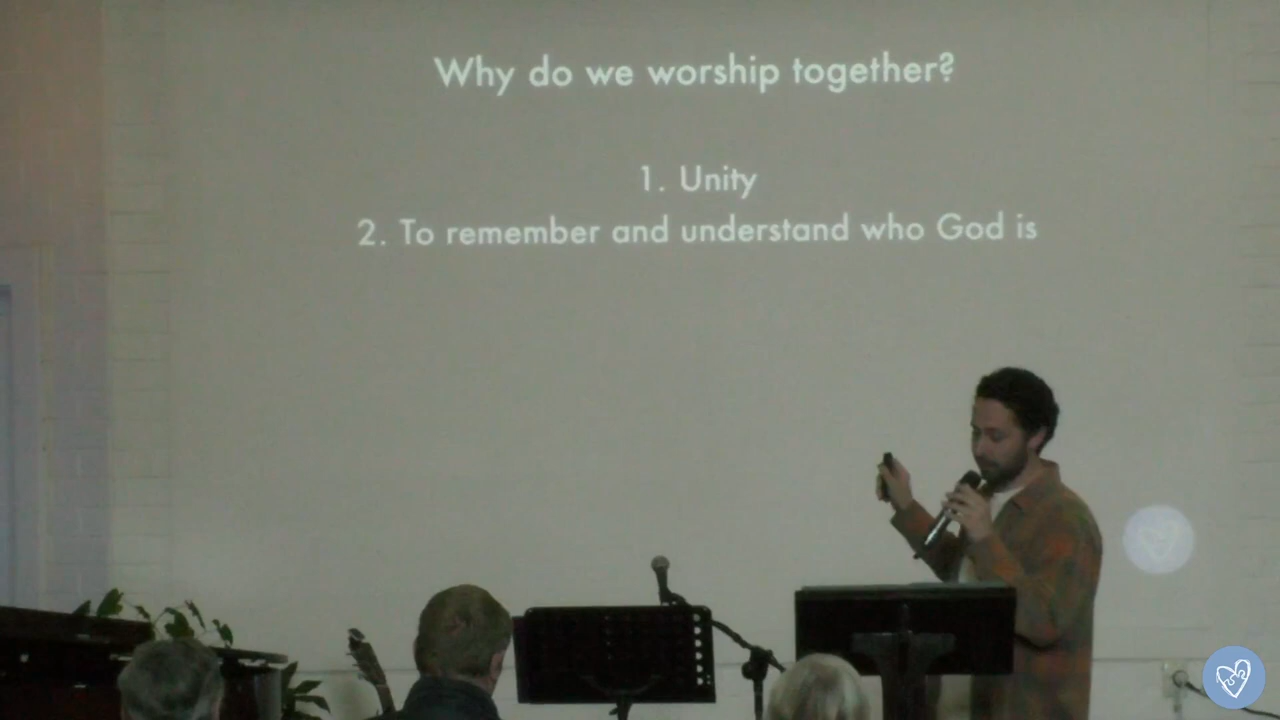 Why do we worship together?
1. Unity
2. To remember and understand who God is